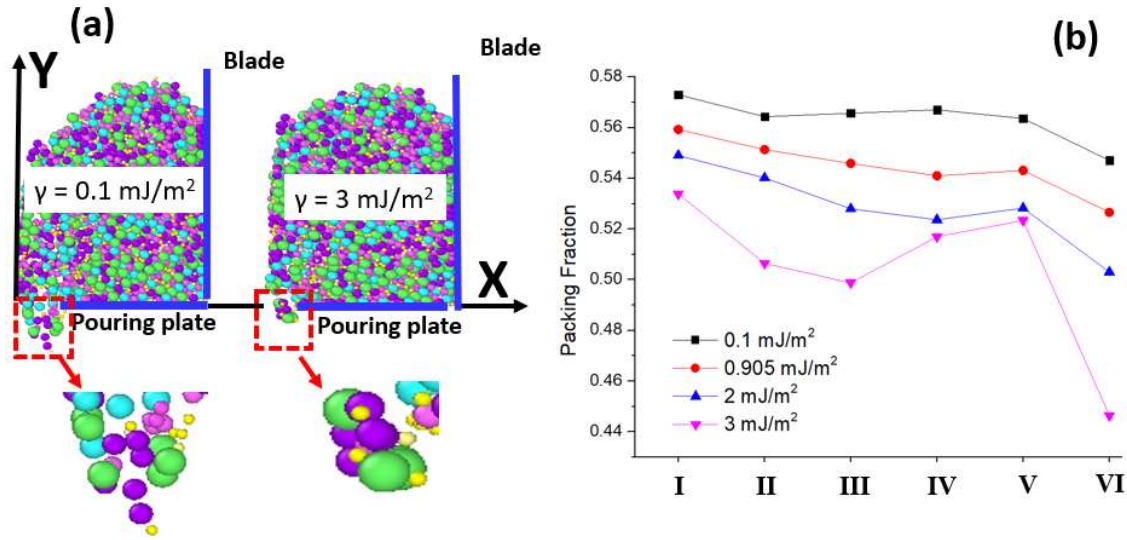 (a)
Y
Blade
γ = 0.1 mJ/m²
Pouring plate
Blade
γ = 3 mJ/m²
X
Pouring plate
(b)
Packing Fraction
0.58
0.56
0.54
0.52
0.50
0.48
0.46
0.44
0.1 mJ/m²
0.905 mJ/m²
2 mJ/m²
3 mJ/m²
I II III IV V VI